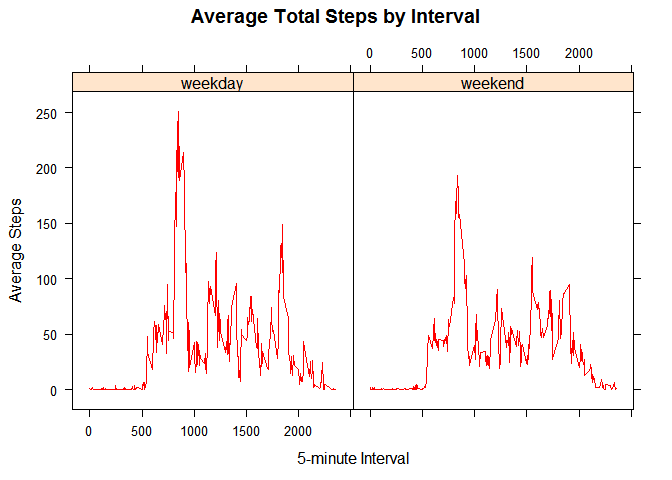 Average Total Steps by Interval
0 500 1000 1500 2000
weekday weekend
250
200
150
100
50
0
Average Steps
0 500 1000 1500 2000
5-minute Interval